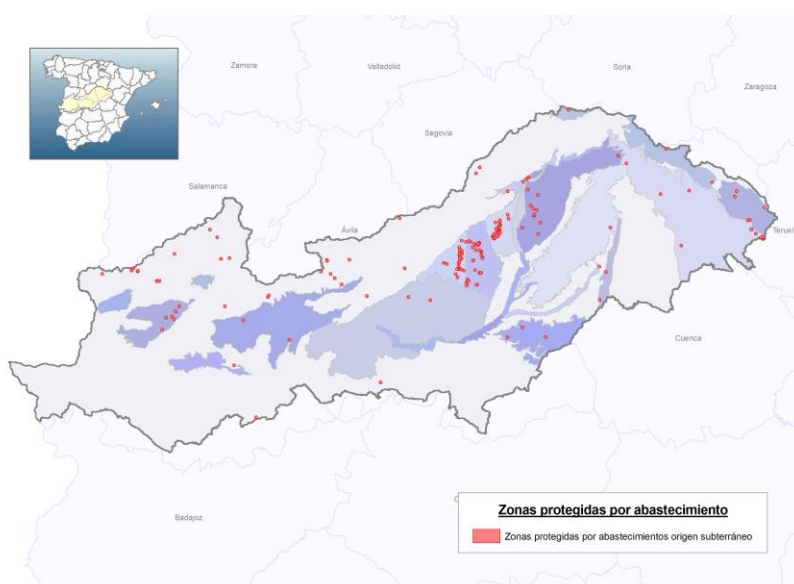 Zamora
Valladolid
Soria
Zaragoza
Segovia
Salamanca
Ávila
Teruel
Cuenca
Badajoz
Zonas protegidas por abastecimiento
Zonas protegidas por abastecimientos origen subterráneo